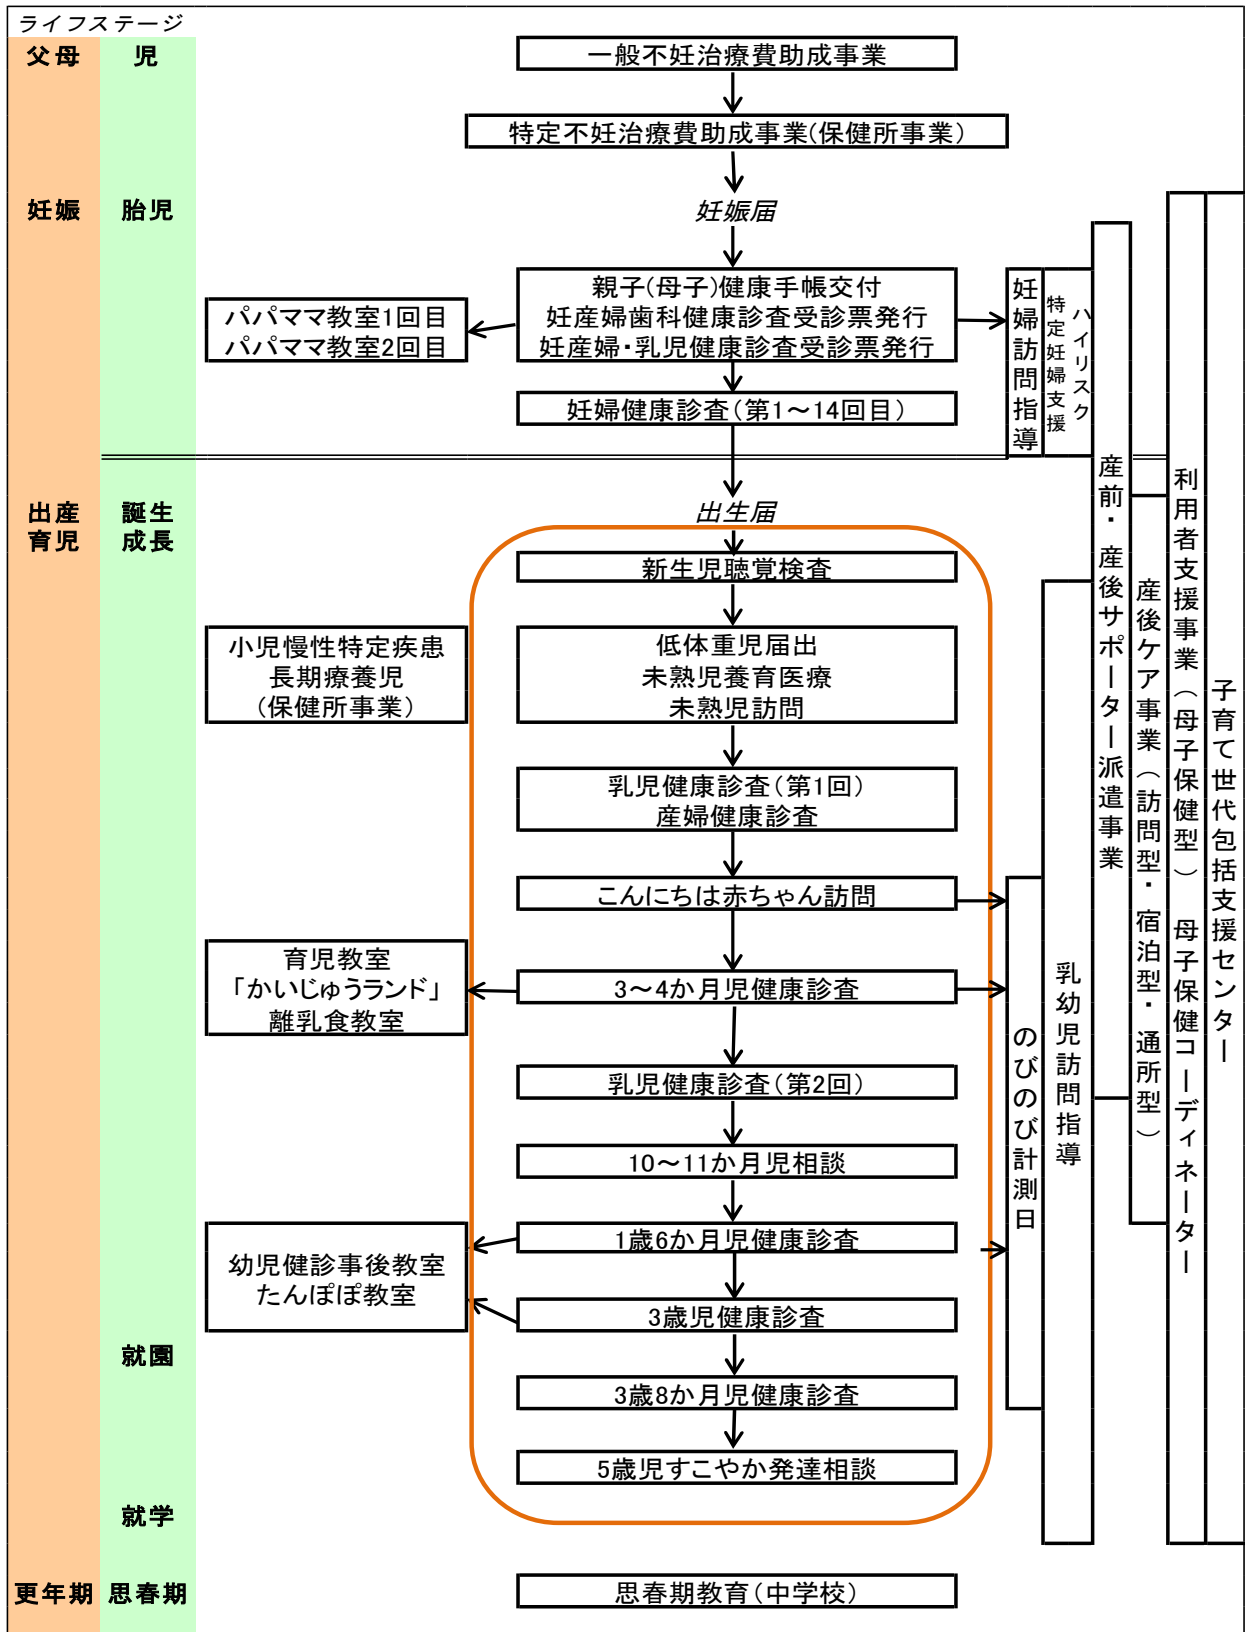 ライフステージ
父母 児
一般不妊治療費助成事業
特定不妊治療費助成事業(保健所事業)
妊娠 胎児
妊娠届
親子(母子)健康手帳交付
妊産婦歯科健康診査受診票発行
妊産婦・乳児健康診査受診票発行
パパママ教室1回目
パパママ教室2回目
妊婦訪問指導
ハイリスク
特定妊婦支援
妊婦健康診査(第1～14回目)
出産 誕生
育児 成長
出生届
新生児聴覚検査
小児慢性特定疾患
長期療養児
(保健所事業)
低体重児届出
未熟児養育医療
未熟児訪問
乳児健康診査(第1回)
産婦健康診査
こんにちは赤ちゃん訪問
育児教室
「かいじゅうランド」
離乳食教室
3～4か月児健康診査
乳児健康診査(第2回)
10～11か月児相談
1歳6か月児健康診査
幼児健診事後教室
たんぽぽ教室
3歳児健康診査
就園
3歳8か月児健康診査
5歳児すこやか発達相談
就学
更年期 思春期
思春期教育(中学校)
のびのび計測日
乳幼児訪問指導
産前・産後サポーター派遣事業
産後ケア事業(訪問型・宿泊型・通所型)
利用者支援事業(母子保健型) 母子保健コーディネーター
子育て世代包括支援センター